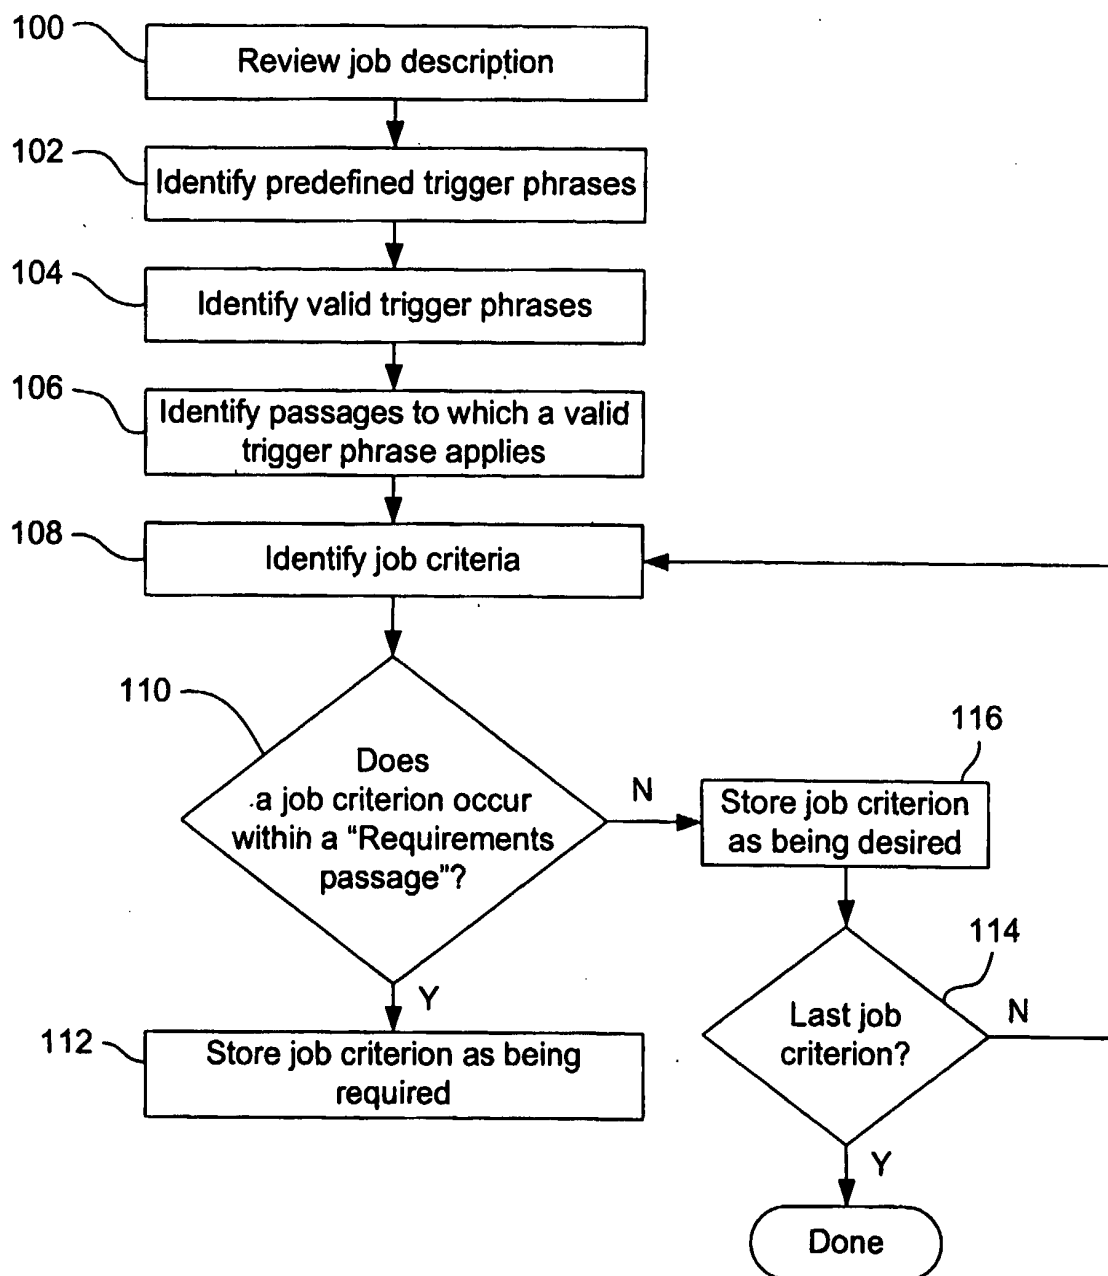 100
Review job description
102
Identify predefined trigger phrases
104
Identify valid trigger phrases
106
Identify passages to which a valid
trigger phrase applies
108
Identify job criteria
110
Does
a job criterion occur
within a “Requirements
passage”?
N
116
Store job criterion
as being desired
Y
112
Store job criterion as being
required
114
Last job
criterion?
N
Y
Done